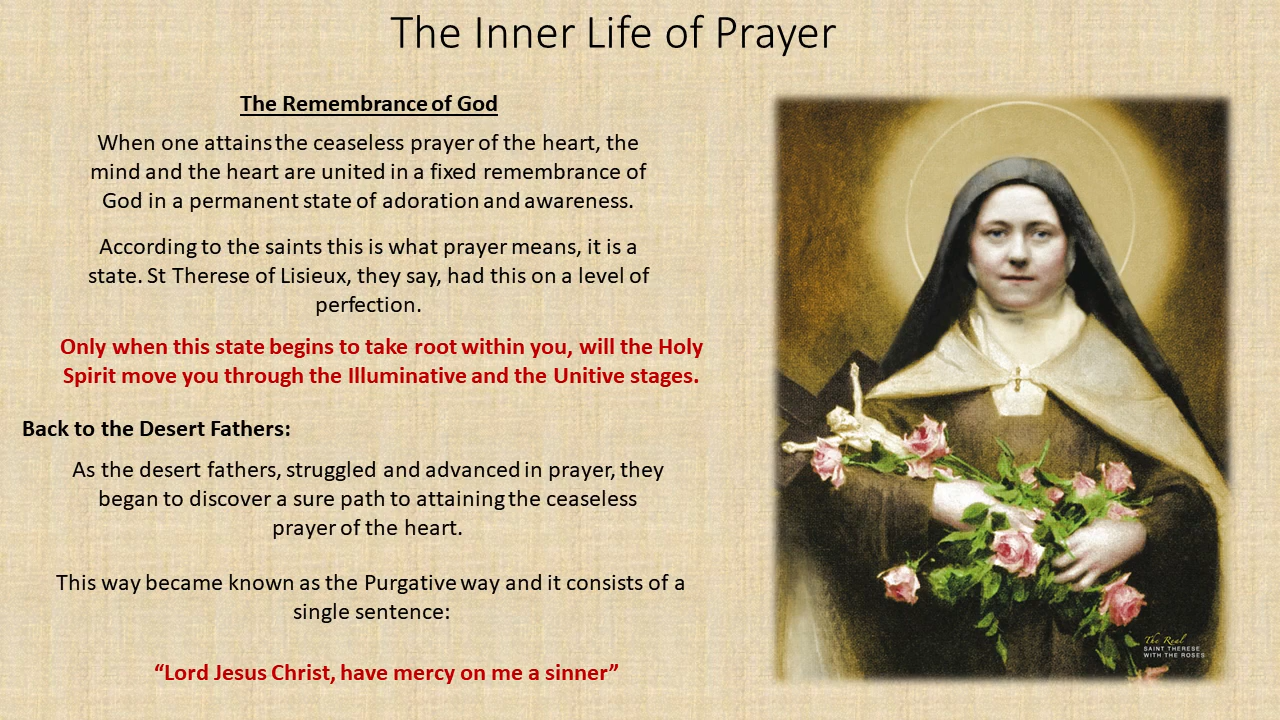 The Inner Life of Prayer
The Remembrance of God
When one attains the ceaseless prayer of the heart, the
mind and the heart are united in a fixed remembrance of
God in a permanent state of adoration and awareness.
According to the saints this is what prayer means, it is a
state. St Therese of Lisieux, they say, had this on a level of
perfection.
Only when this state begins to take root within you, will the Holy
Spirit move you through the Illuminative and the Unitive stages.
Back to the Desert Fathers:
As the desert fathers, struggled and advanced in prayer, they
began to discover a sure path to attaining the ceaseless
prayer of the heart.
This way became known as the Purgative way and it consists of a
single sentence:
“Lord Jesus Christ, have mercy on me a sinner”
The Real
SAINT THERESE
WITH THE ROSES